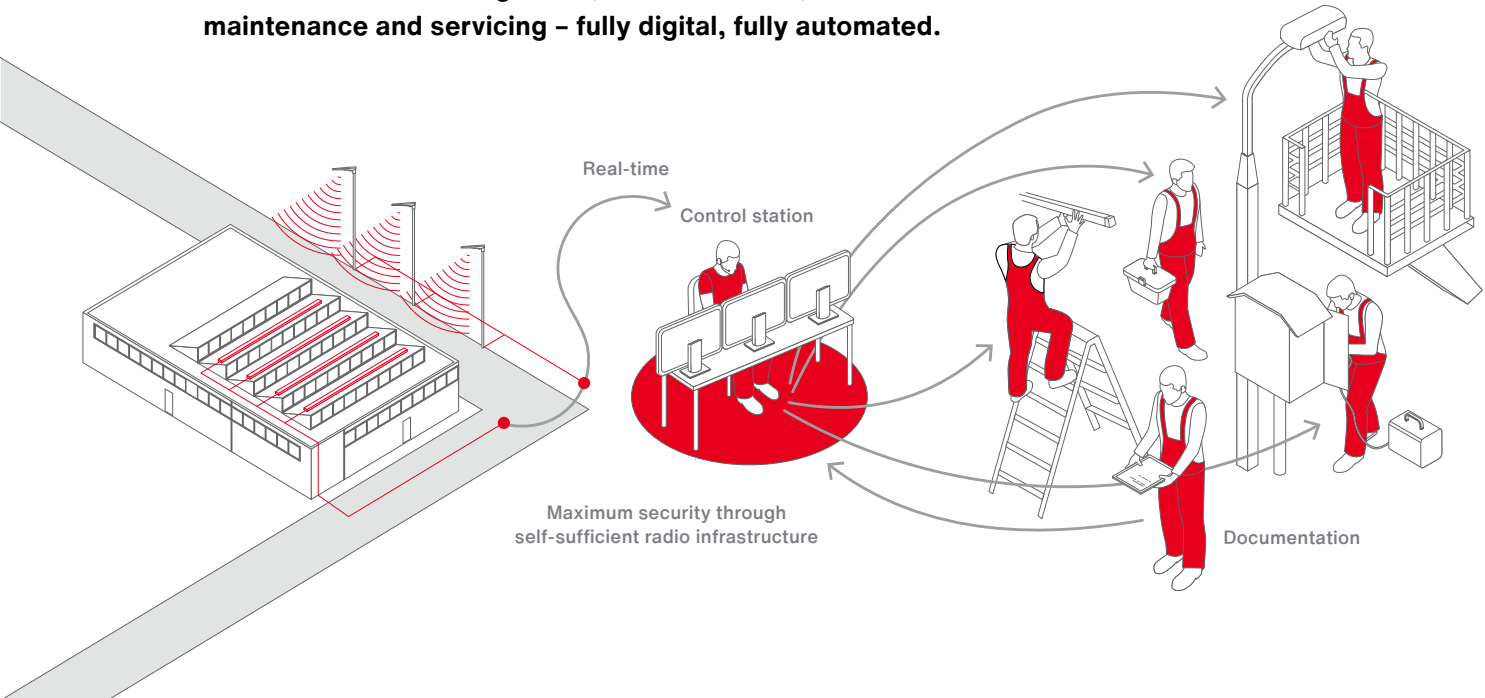 maintenance and servicing – fully digital, fully automated.
Real-time
Control station
Maximum security through
self-sufficient radio infrastructure
Documentation